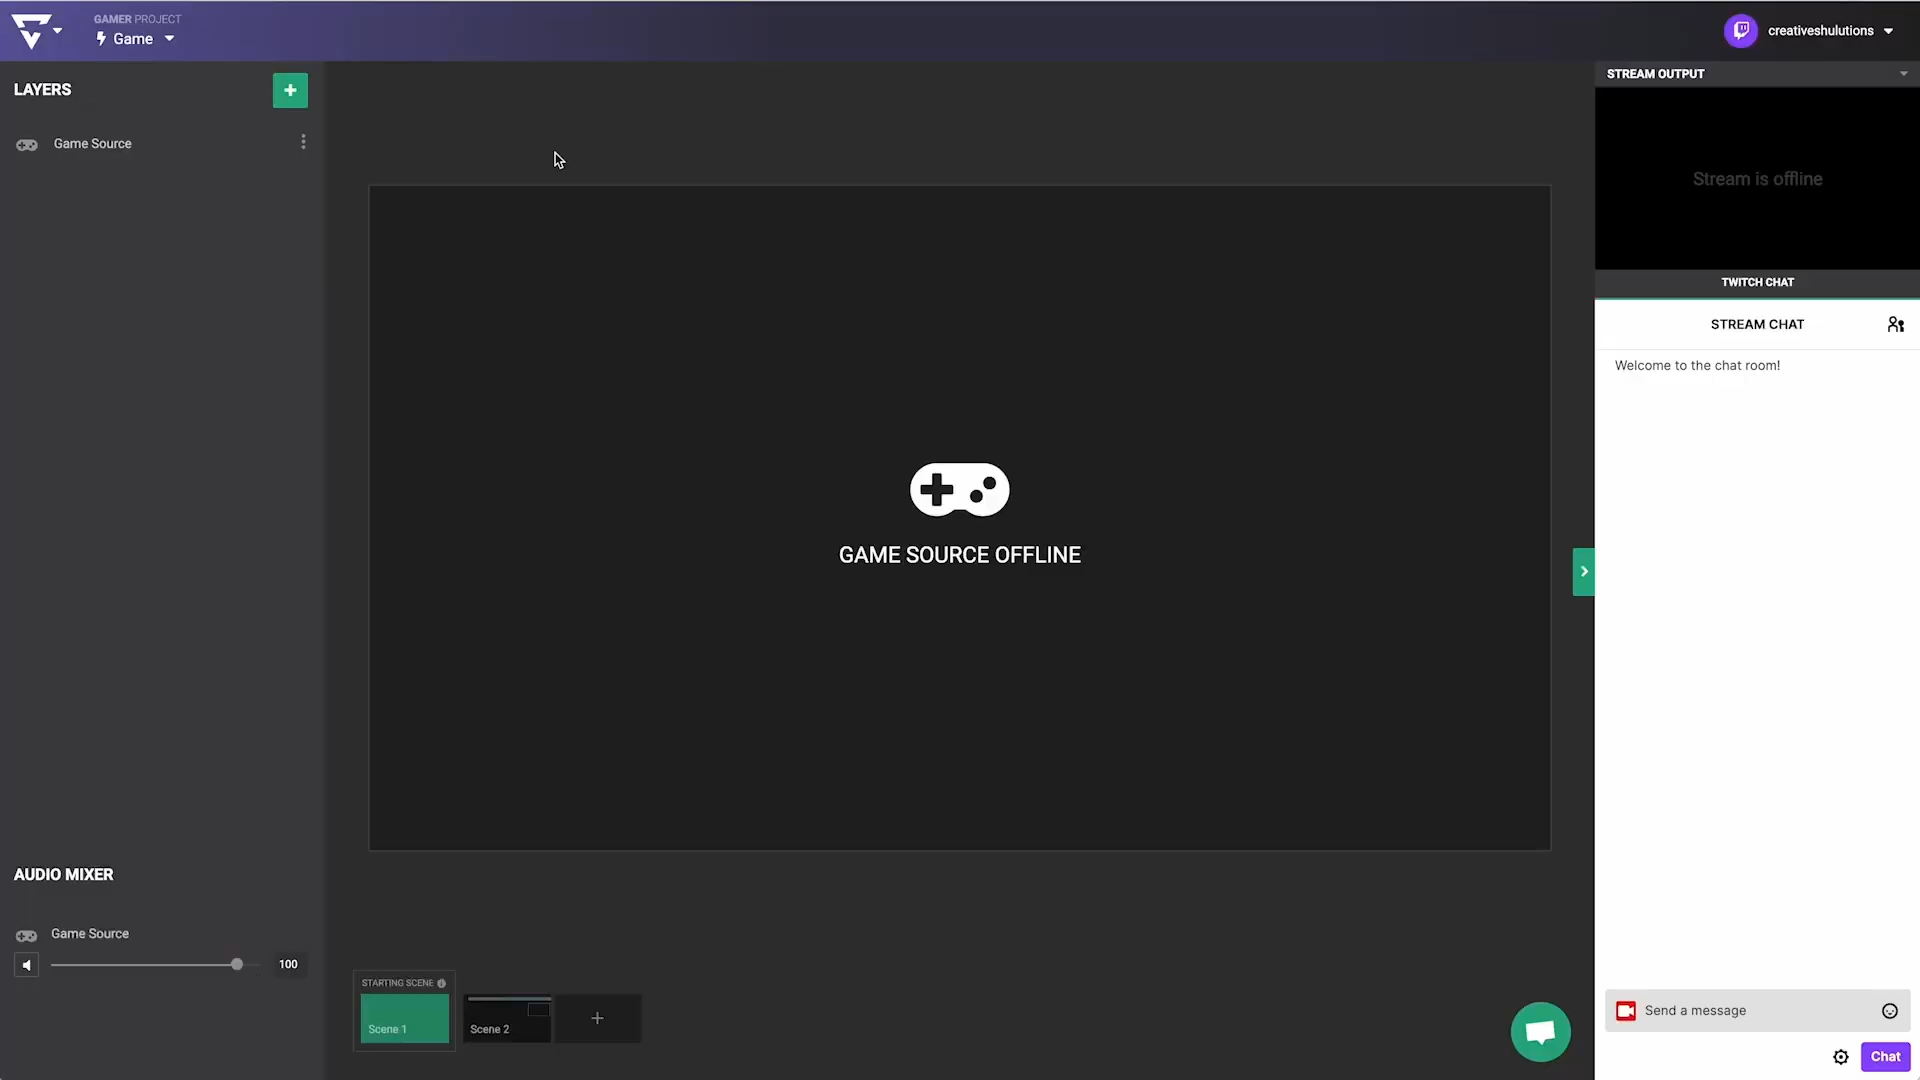 GAMER PROJECT
Game
creativeshulutions
LAYERS
+
Game Source
STREAM OUTPUT
Stream is offline
TWITCH CHAT
STREAM CHAT
Welcome to the chat room!
GAME SOURCE OFFLINE
AUDIO MIXER
Game Source
100
STARTING SCENE
Scene 1
Scene 2
+
Send a message
Chat